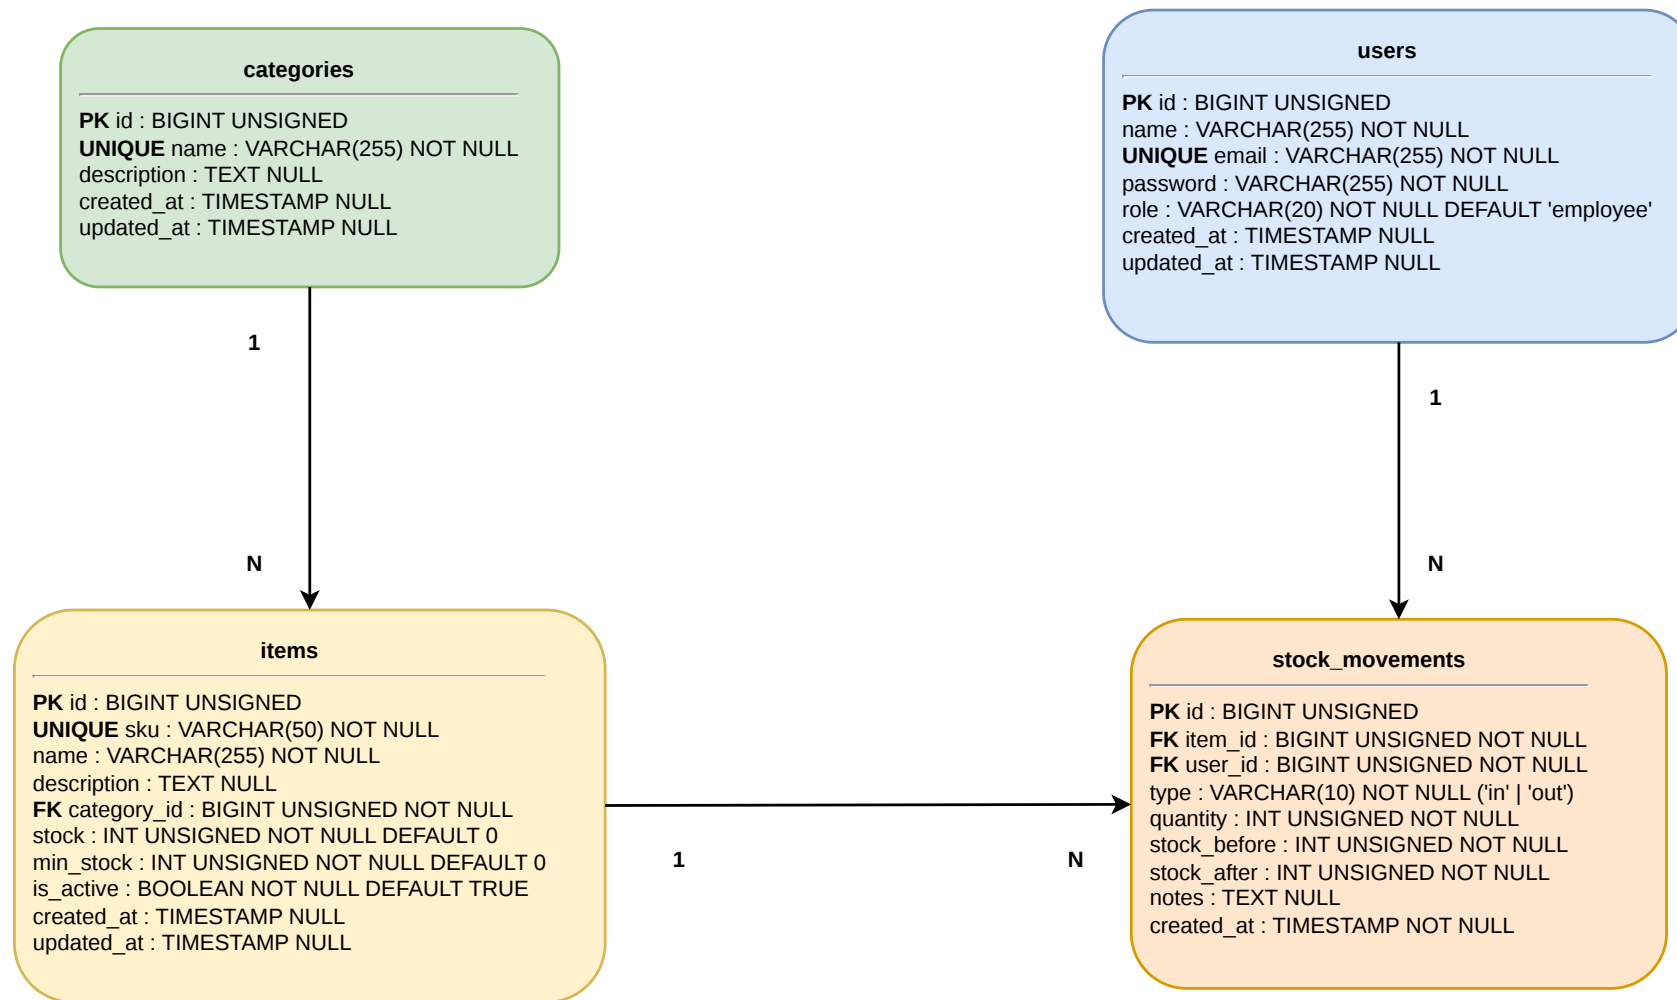 categories
PK id : BIGINT UNSIGNED
UNIQUE name : VARCHAR(255) NOT NULL
description : TEXT NULL
created_at : TIMESTAMP NULL
updated_at : TIMESTAMP NULL
users
PK id : BIGINT UNSIGNED
name : VARCHAR(255) NOT NULL
UNIQUE email : VARCHAR(255) NOT NULL
password : VARCHAR(255) NOT NULL
role : VARCHAR(20) NOT NULL DEFAULT 'employee'
created_at : TIMESTAMP NULL
updated_at : TIMESTAMP NULL
1
N
1
N
items
PK id : BIGINT UNSIGNED
UNIQUE sku : VARCHAR(50) NOT NULL
name : VARCHAR(255) NOT NULL
description : TEXT NULL
FK category_id : BIGINT UNSIGNED NOT NULL
stock : INT UNSIGNED NOT NULL DEFAULT 0
min_stock : INT UNSIGNED NOT NULL DEFAULT 0
is_active : BOOLEAN NOT NULL DEFAULT TRUE
created_at : TIMESTAMP NULL
updated_at : TIMESTAMP NULL
1
N
stock_movements
PK id : BIGINT UNSIGNED
FK item_id : BIGINT UNSIGNED NOT NULL
FK user_id : BIGINT UNSIGNED NOT NULL
type : VARCHAR(10) NOT NULL ('in' | 'out')
quantity : INT UNSIGNED NOT NULL
stock_before : INT UNSIGNED NOT NULL
stock_after : INT UNSIGNED NOT NULL
notes : TEXT NULL
created_at : TIMESTAMP NOT NULL